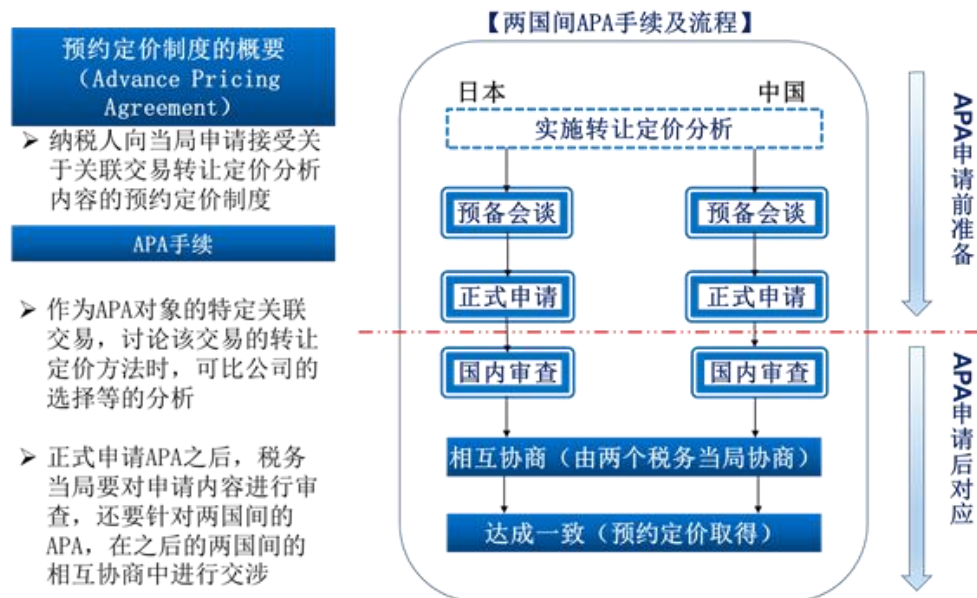 预约定价制度的概要
（Advance Pricing
Agreement）
➢ 纳税人向当局申请接受关
于关联交易转让定价分析
内容的预约定价制度
APA手续
➢ 作为APA对象的特定关联
交易，讨论该交易的转让
定价方法时，可比公司的
选择等的分析
➢ 正式申请APA之后，税务
当局要对申请内容进行审
查，还要针对两国间的
APA，在之后的两国间的
相互协商中进行交涉
【两国间APA手续及流程】
日本
中国
实施转让定价分析
预备会谈
预备会谈
正式申请
正式申请
国内审查
国内审查
相互协商（由两个税务当局协商）
达成一致（预约定价取得）
APA申请前准备
APA申请后对应